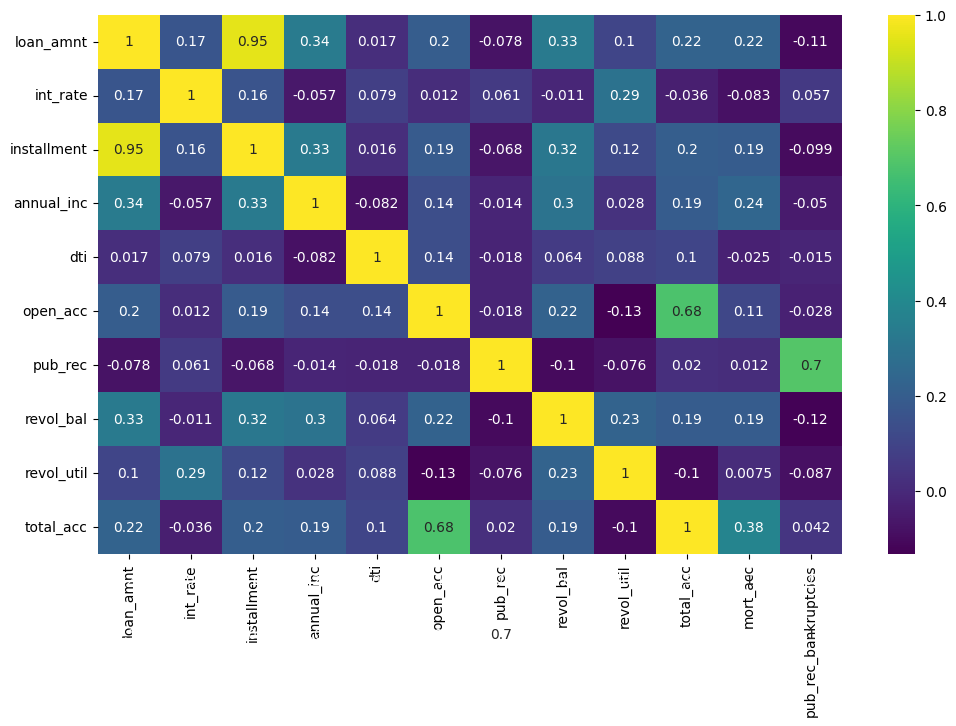 loan_amnt 1 0.17 0.95 0.34 0.017 0.2 -0.078 0.33 0.1 0.22 0.22 -0.11
int_rate 0.17 1 0.16 -0.057 0.079 0.012 0.061 -0.011 0.29 -0.036 -0.083 0.057
installment 0.95 0.16 1 0.33 0.016 0.19 -0.068 0.32 0.12 0.2 0.19 -0.099
annual_inc 0.34 -0.057 0.33 1 -0.082 0.14 -0.014 0.3 0.028 0.19 0.24 -0.05
dti 0.017 0.079 0.016 -0.082 1 0.14 -0.018 0.064 0.088 0.1 -0.025 -0.015
open_acc 0.2 0.012 0.19 0.14 0.14 1 -0.018 0.22 -0.13 0.68 0.11 -0.028
pub_rec -0.078 0.061 -0.068 -0.014 -0.018 -0.018 1 -0.1 -0.076 0.02 0.012 0.7
revol_bal 0.33 -0.011 0.32 0.3 0.064 0.22 -0.1 1 0.23 0.19 0.19 -0.12
revol_util 0.1 0.29 0.12 0.028 0.088 -0.13 -0.076 0.23 1 -0.1 0.0075 -0.087
total_acc 0.22 -0.036 0.2 0.19 0.1 0.68 0.02 0.19 -0.1 1 0.38 0.042
loan_amnt int_rate installment annual_inc dti open_acc pub_rec revol_bal revol_util total_acc mort_acc pub_rec_bankruptcies
0.7
1.0
0.8
0.6
0.4
0.2
0.0